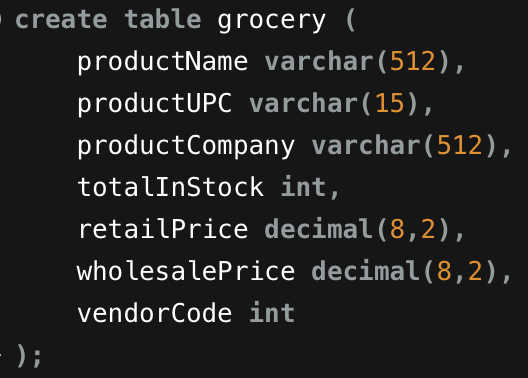 create table grocery (
productName varchar(512),
productUPC varchar(15),
productCompany varchar(512),
totalInStock int,
retailPrice decimal(8,2),
wholesalePrice decimal(8,2),
vendorCode int
);